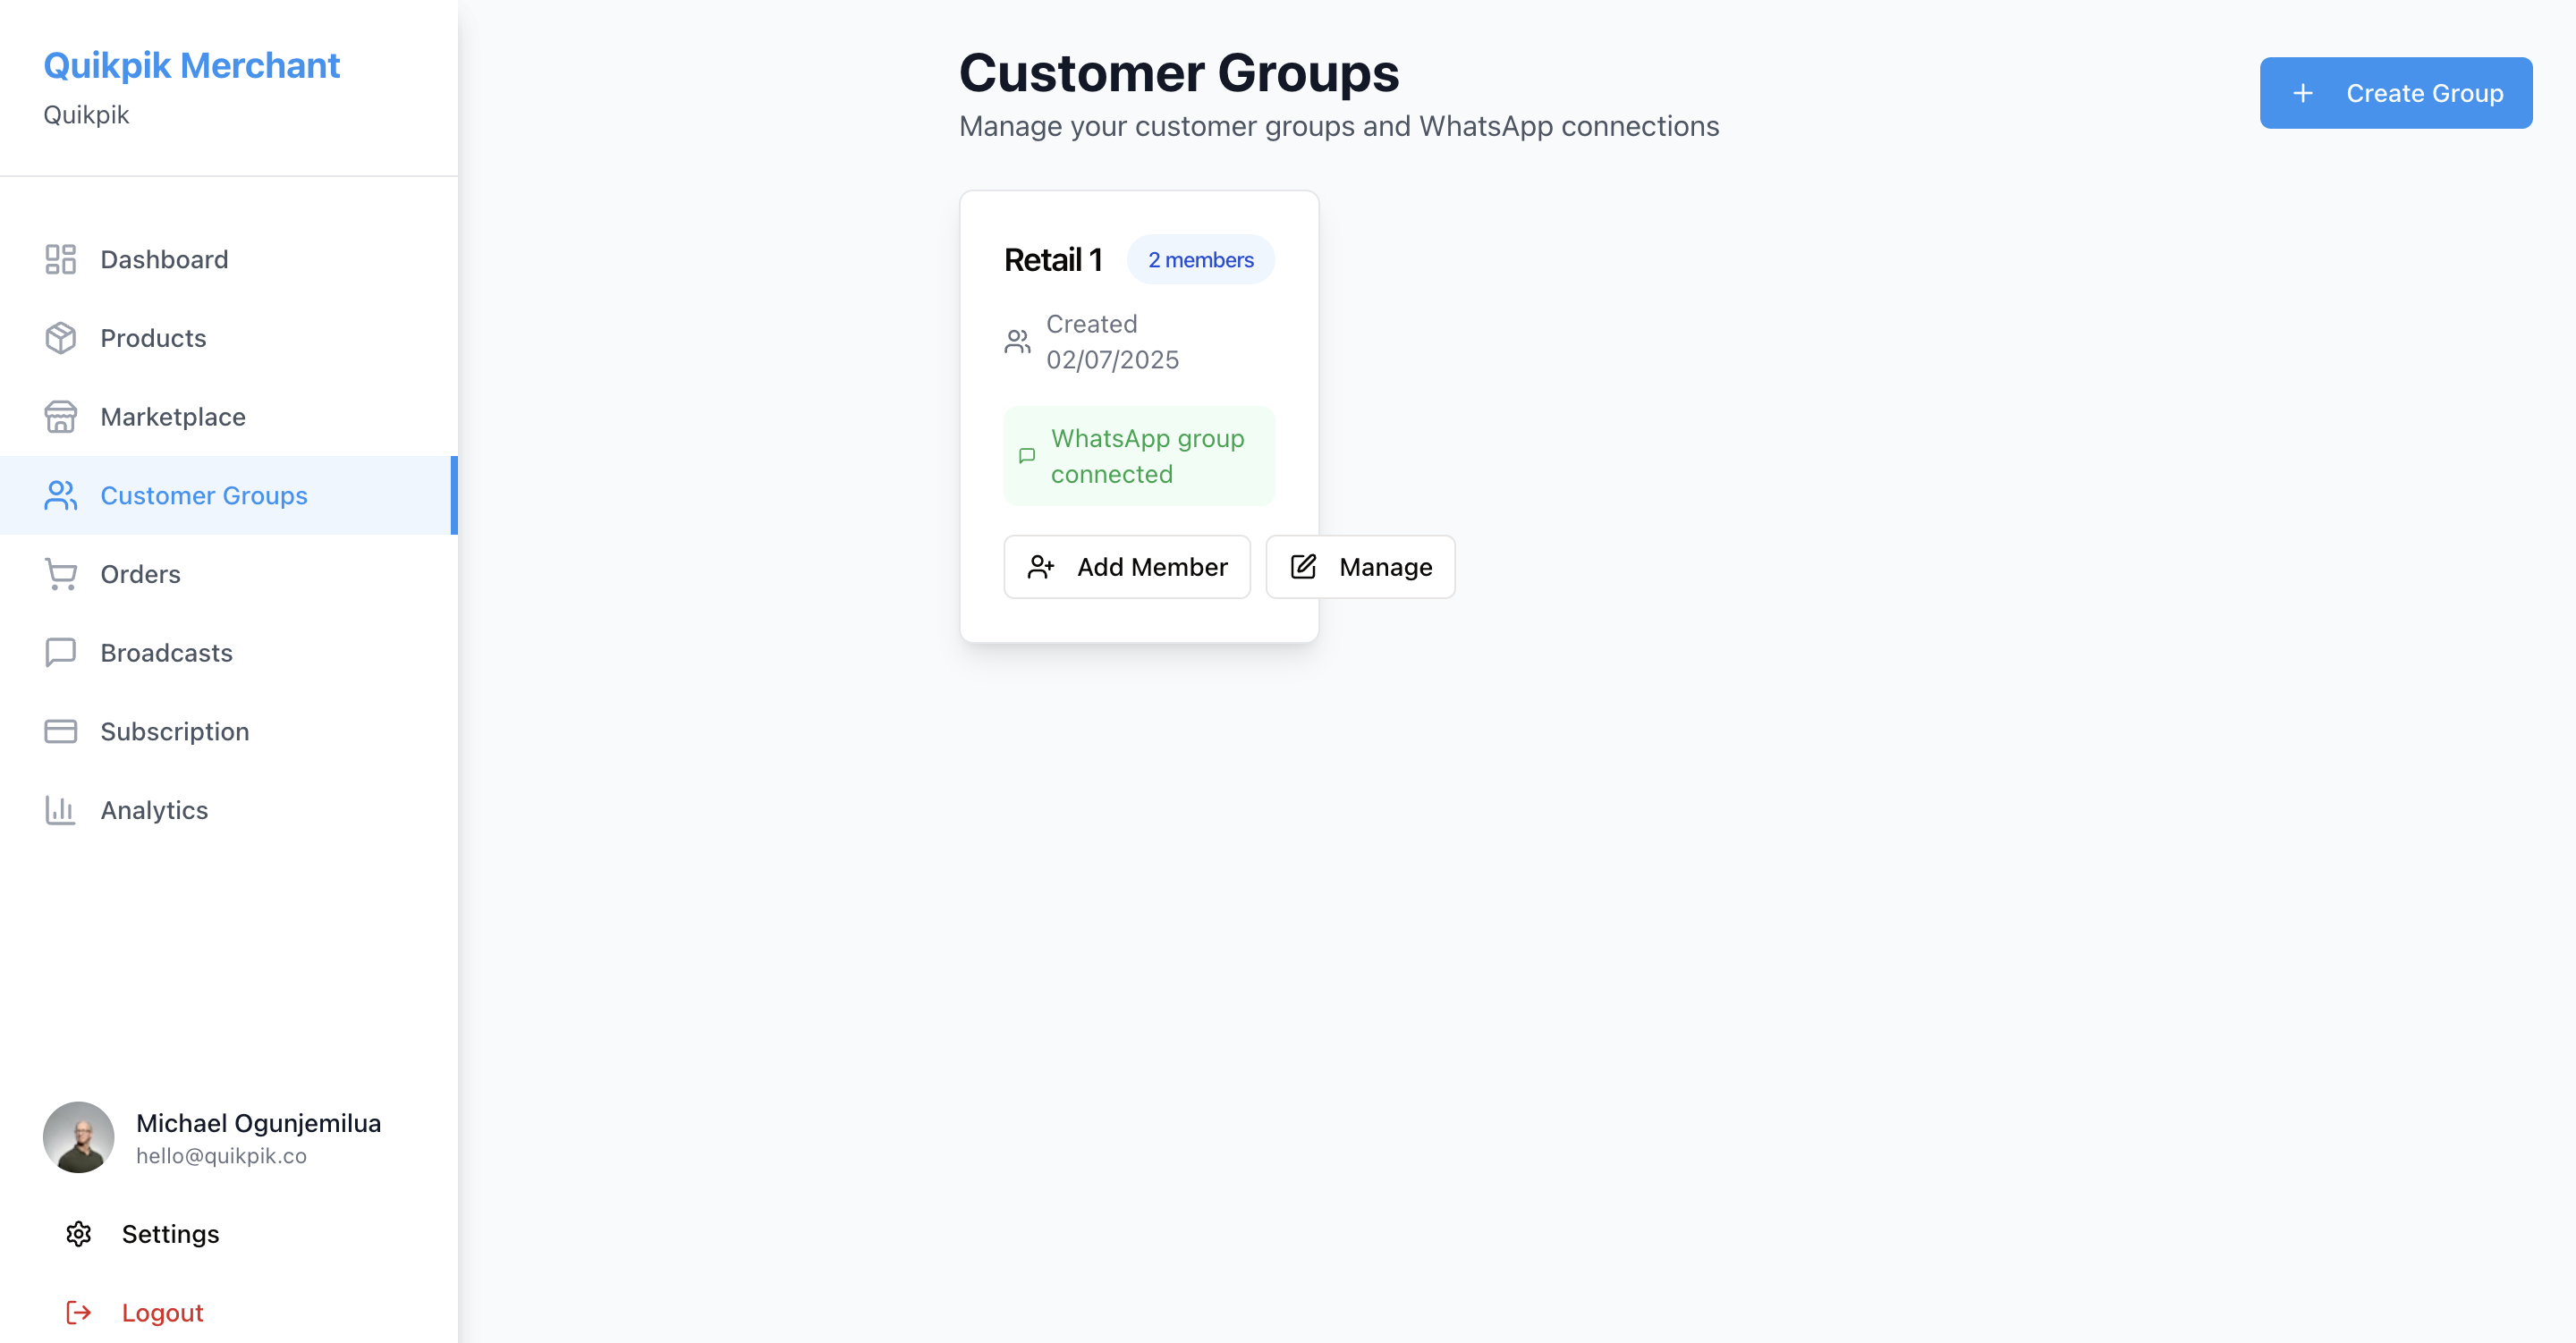 Quikpik Merchant
Quikpik
Dashboard
Products
Marketplace
Customer Groups
Orders
Broadcasts
Subscription
Analytics
Michael Ogunjemilua
hello@quikpik.co
Settings
Logout
Customer Groups
Manage your customer groups and WhatsApp connections
Create Group
Retail 1
2 members
Created
02/07/2025
WhatsApp group
connected
Add Member
Manage